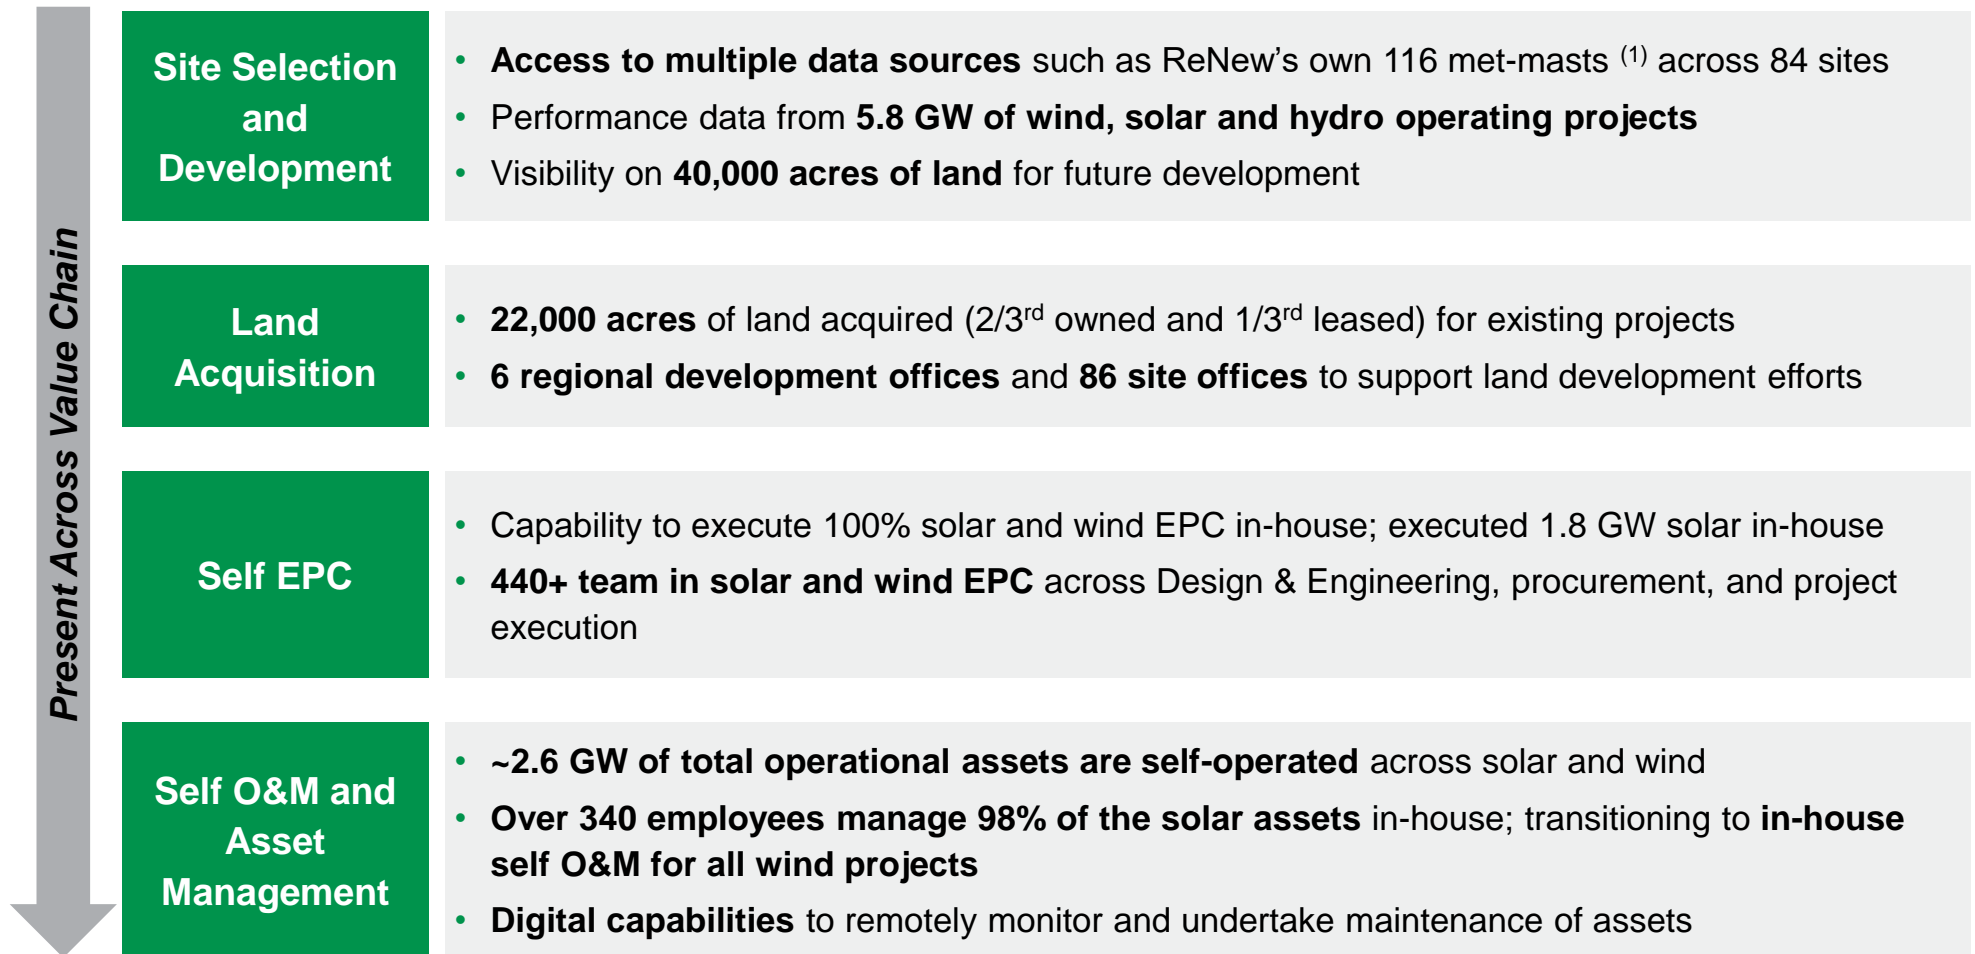 Present Across Value Chain
Site Selection
and
Development
• Access to multiple data sources such as ReNew’s own 116 met-masts (1) across 84 sites
• Performance data from 5.8 GW of wind, solar and hydro operating projects
• Visibility on 40,000 acres of land for future development
Land
Acquisition
• 22,000 acres of land acquired (2/3rd owned and 1/3rd leased) for existing projects
• 6 regional development offices and 86 site offices to support land development efforts
Self EPC
• Capability to execute 100% solar and wind EPC in-house; executed 1.8 GW solar in-house
• 440+ team in solar and wind EPC across Design & Engineering, procurement, and project
execution
Self O&M and
Asset
Management
• ~2.6 GW of total operational assets are self-operated across solar and wind
• Over 340 employees manage 98% of the solar assets in-house; transitioning to in-house
self O&M for all wind projects
• Digital capabilities to remotely monitor and undertake maintenance of assets